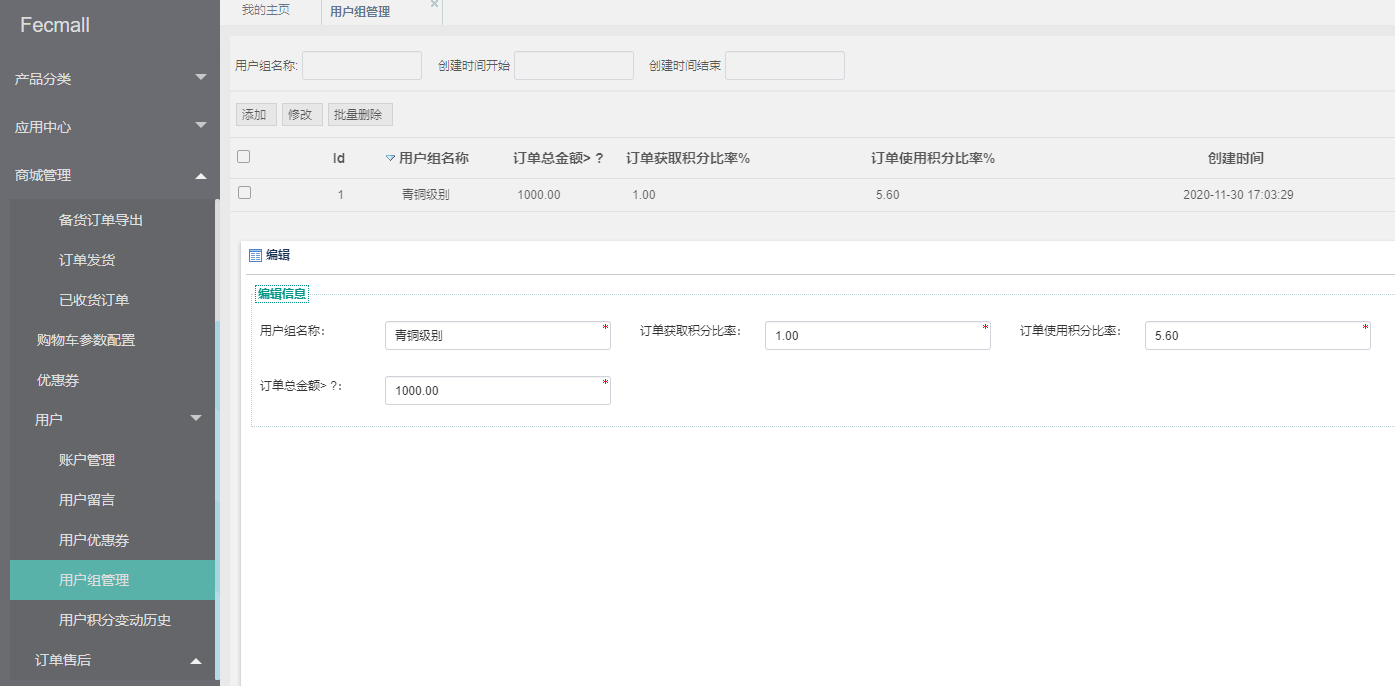 Fecmall
产品分类
应用中心
商城管理
备货订单导出
订单发货
已收货订单
购物车参数配置
优惠券
用户
账户管理
用户留言
用户优惠券
用户组管理
用户积分变动历史
订单售后
我的主页 用户组管理
用户组名称: 创建时间开始 创建时间结束
添加 修改 批量删除
Id 用户组名称 订单总金额> ? 订单获取积分比率% 订单使用积分比率% 创建时间
1 青铜级别 1000.00 1.00 5.60 2020-11-30 17:03:29
编辑
编辑信息
用户组名称: 青铜级别 * 订单获取积分比率: 1.00 * 订单使用积分比率: 5.60 *
订单总金额> ?: 1000.00 *